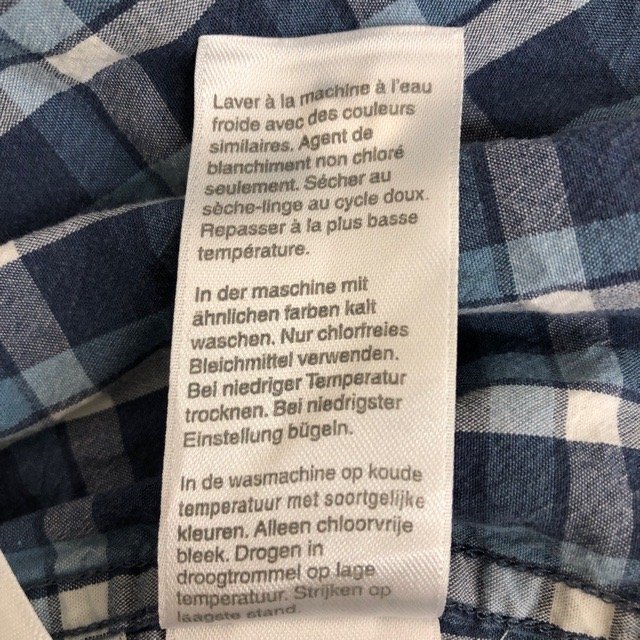 Laver à la machine à l'eau
froide avec des couleurs
similaires. Agent de
blanchiment non chloré
seulement. Sécher au
sèche-linge au cycle doux.
Repasser à la plus basse
température.
In der maschine mit
ähnlichen farben kalt
waschen. Nur chlorfreies
Bleichmittel verwenden.
Bei niedriger Temperatur
trocknen. Bei niedrigster
Einstellung bügeln.
In de wasmachine op koude
temperatuur met soortgelijke
kleuren. Alleen chloorvrije
bleek. Drogen in
droogtrommel op lage
temperatuur. Strijken op
laagste stand.